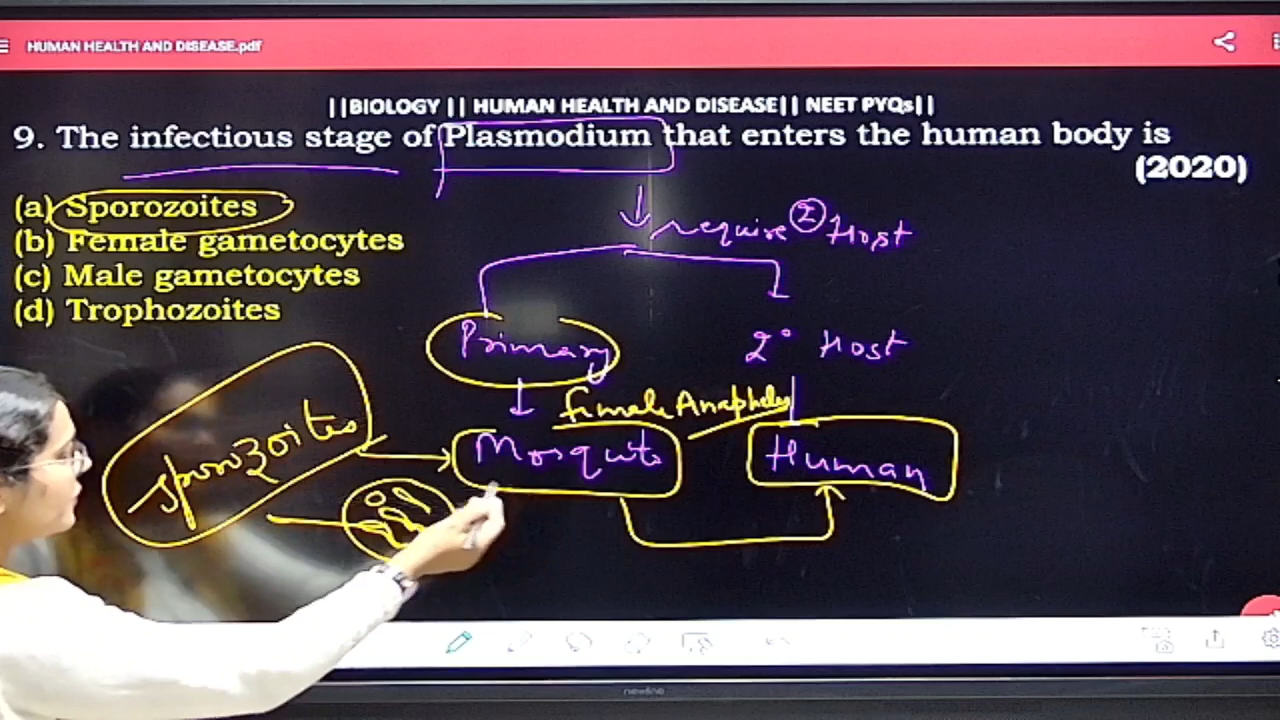 HUMAN HEALTH AND DISEASE.pdf
||BIOLOGY || HUMAN HEALTH AND DISEASE|| NEET PYQs||
9. The infectious stage of Plasmodium that enters the human body is
(2020)
(a) Sporozoites
(b) Female gametocytes
(c) Male gametocytes
(d) Trophozoites
require 2 Host
Primary
2° Host
female Anapheles
Mosquito
Human
sporozoites
newline